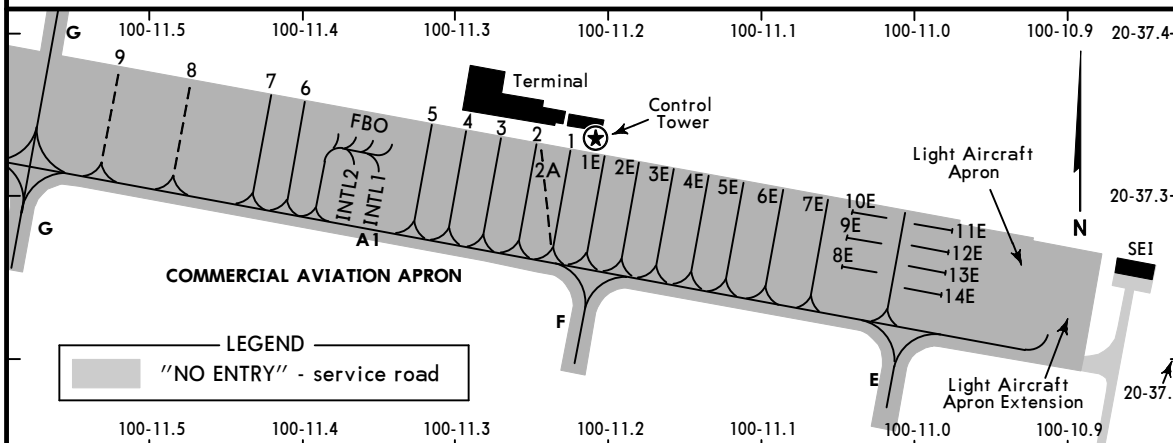 100-11.5 100-11.4 100-11.3 100-11.2 100-11.1 100-11.0 100-10.9 20-37.4
G
9 8 7 6 5 4 3 2 1
Terminal
Control
Tower
FBO
INTL2 INTL1
2A
1E 2E 3E 4E 5E 6E 7E
10E
9E
8E
11E
12E
13E
14E
Light Aircraft
Apron
N
20-37.3
SEI
G
A1
COMMERCIAL AVIATION APRON
F
E
Light Aircraft
Apron Extension
20-37.
LEGEND
"NO ENTRY" - service road
100-11.5 100-11.4 100-11.3 100-11.2 100-11.1 100-11.0 100-10.9